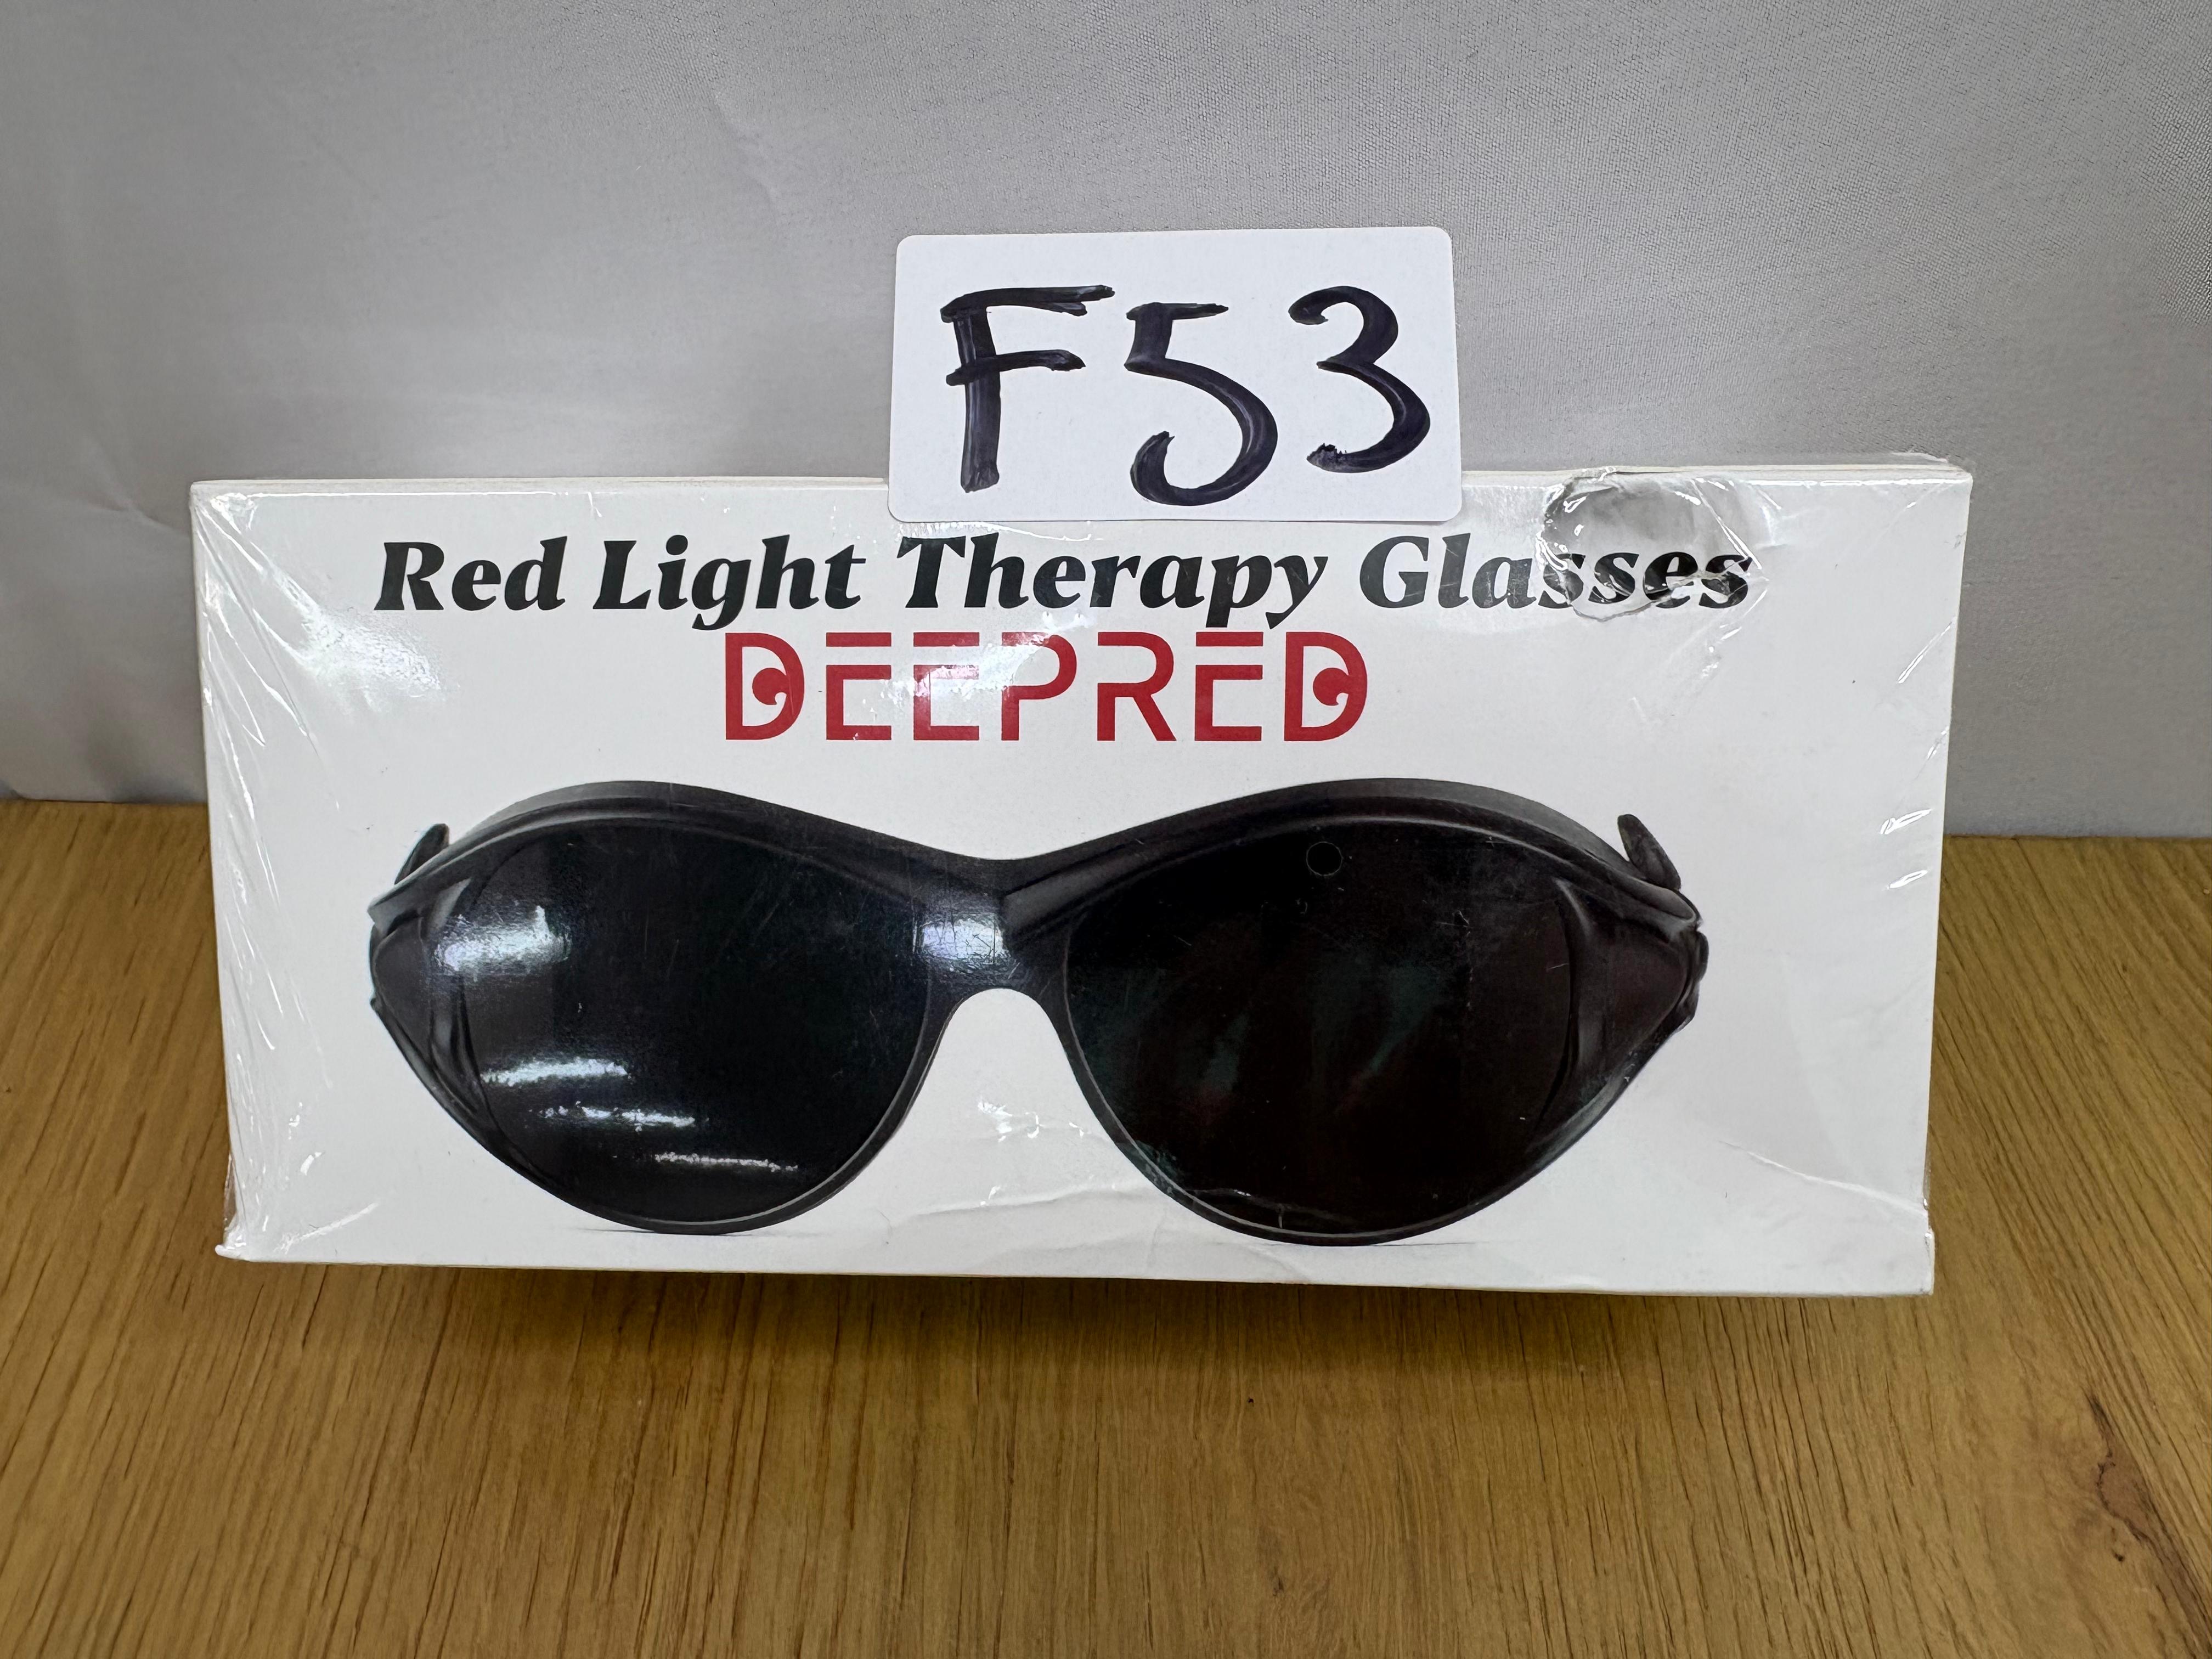 F53
Red Light Therapy Glasses
DEEPRED